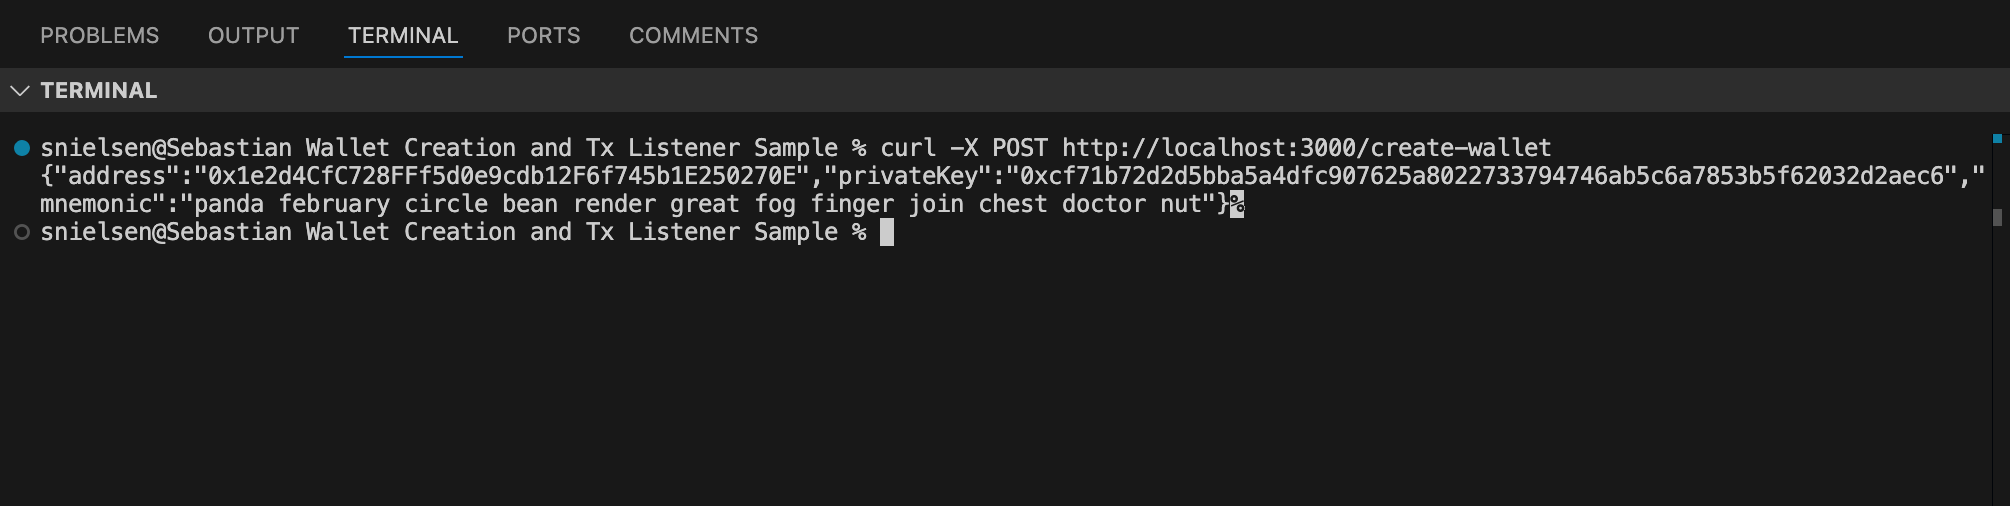 PROBLEMS OUTPUT TERMINAL PORTS COMMENTS
TERMINAL
snielsen@Sebastian Wallet Creation and Tx Listener Sample % curl -X POST http://localhost:3000/create-wallet
{"address":"0x1e2d4CfC728FFf5d0e9cdb12F6f745b1E250270E","privateKey":"0xcf71b72d2d5bba5a4dfc907625a8022733794746ab5c6a7853b5f62032d2aec6","
mnemonic":"panda february circle bean render great fog finger join chest doctor nut"}%
snielsen@Sebastian Wallet Creation and Tx Listener Sample %